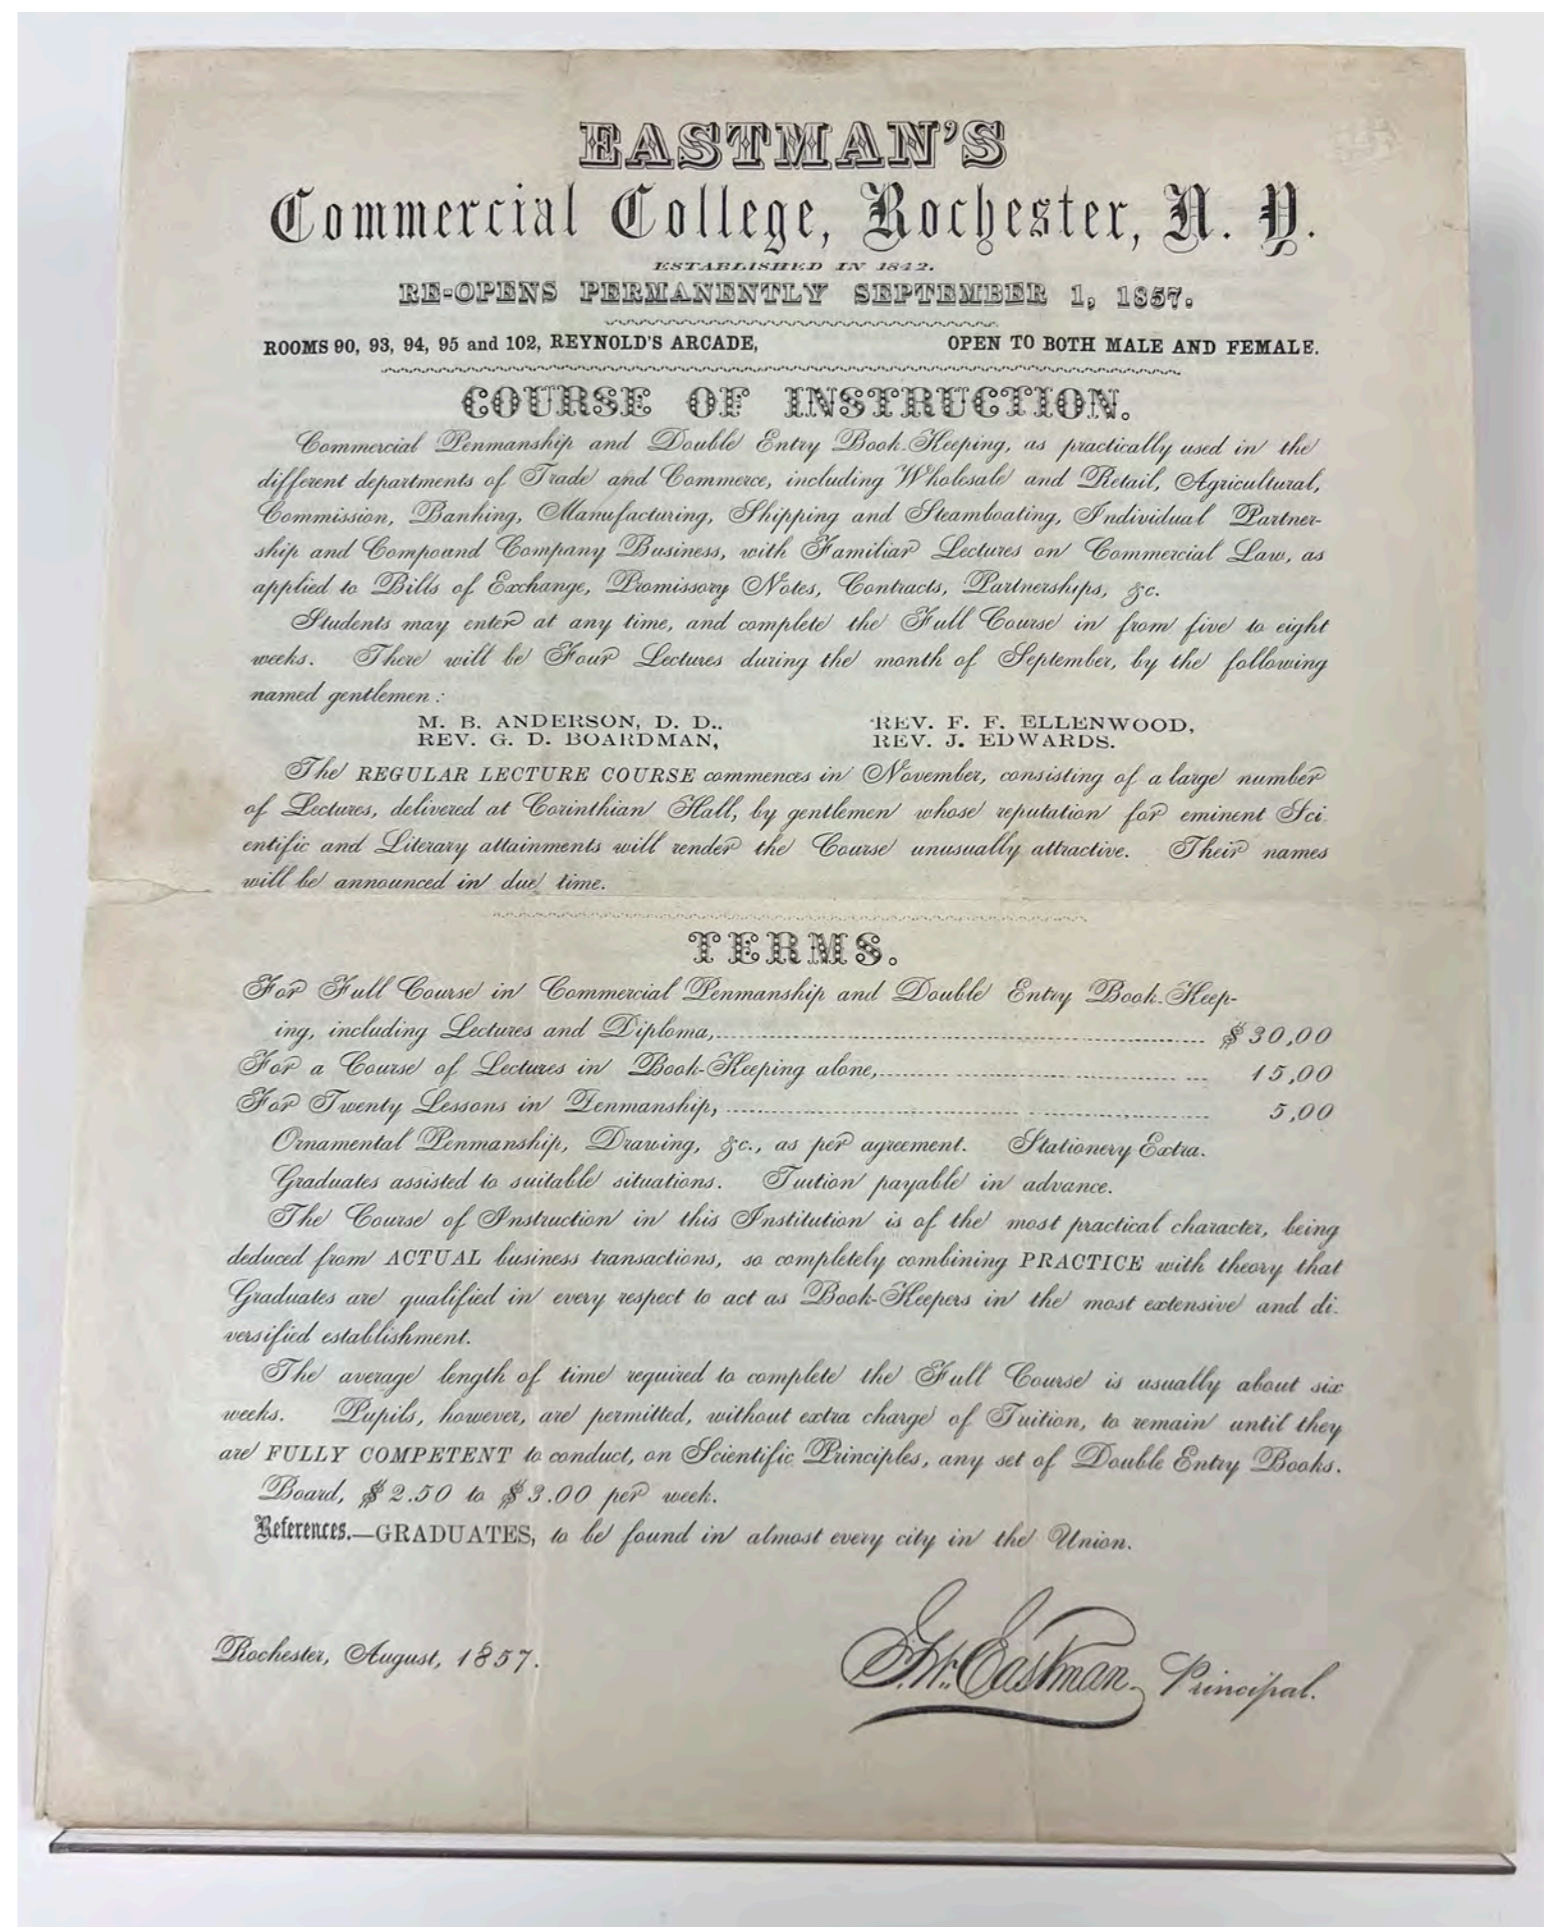 EASTMAN'S
Commercial College, Rochester, N. Y.
ESTABLISHED IN 1842.
RE-OPENS PERMANENTLY SEPTEMBER 1, 1857.
ROOMS 90, 93, 94, 95 and 102, REYNOLD'S ARCADE, OPEN TO BOTH MALE AND FEMALE.
COURSE OF INSTRUCTION.
Commercial Penmanship and Double Entry Book-Keeping, as practically used in the
different departments of Trade and Commerce, including Wholesale and Retail, Agricultural,
Commission, Banking, Manufacturing, Shipping and Steamboating, Individual Partner-
ship and Compound Company Business, with Familiar Lectures on Commercial Law, as
applied to Bills of Exchange, Promissory Notes, Contracts, Partnerships, &c.
Students may enter at any time, and complete the Full Course in from five to eight
weeks. There will be Four Lectures during the month of September, by the following
named gentlemen:
M. B. ANDERSON, D. D., REV. F. F. ELLENWOOD,
REV. G. D. BOARDMAN, REV. J. EDWARDS.
The REGULAR LECTURE COURSE commences in November, consisting of a large number
of Lectures, delivered at Corinthian Hall, by gentlemen whose reputation for eminent Sci-
entific and Literary attainments will render the Course unusually attractive. Their names
will be announced in due time.
TERMS.
For Full Course in Commercial Penmanship and Double Entry Book-Keep-
ing, including Lectures and Diploma, $30,00
For a Course of Lectures in Book-Keeping alone, 15,00
For Twenty Lessons in Penmanship, 5,00
Ornamental Penmanship, Drawing, &c., as per agreement. Stationery Extra.
Graduates assisted to suitable situations. Tuition payable in advance.
The Course of Instruction in this Institution is of the most practical character, being
deduced from ACTUAL business transactions, so completely combining PRACTICE with theory that
Graduates are qualified in every respect to act as Book-Keepers in the most extensive and di-
versified establishment.
The average length of time required to complete the Full Course is usually about six
weeks. Pupils, however, are permitted, without extra charge of Tuition, to remain until they
are FULLY COMPETENT to conduct, on Scientific Principles, any set of Double Entry Books.
Board, $2.50 to $3.00 per week.
References.—GRADUATES, to be found in almost every city in the Union.
Rochester, August, 1857. G.W. Eastman Principal.